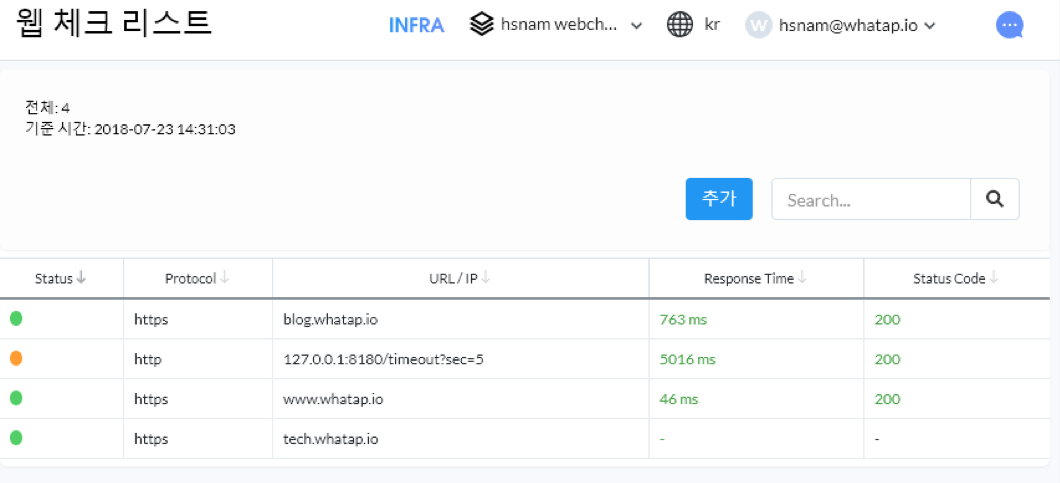 웹 체크 리스트 INFRA hsnam webch... kr W hsnam@whatap.io
전체: 4
기준 시간: 2018-07-23 14:31:03
추가 Search...
Status Protocol URL / IP Response Time Status Code
https blog.whatap.io 763 ms 200
http 127.0.0.1:8180/timeout?sec=5 5016 ms 200
https www.whatap.io 46 ms 200
https tech.whatap.io - -